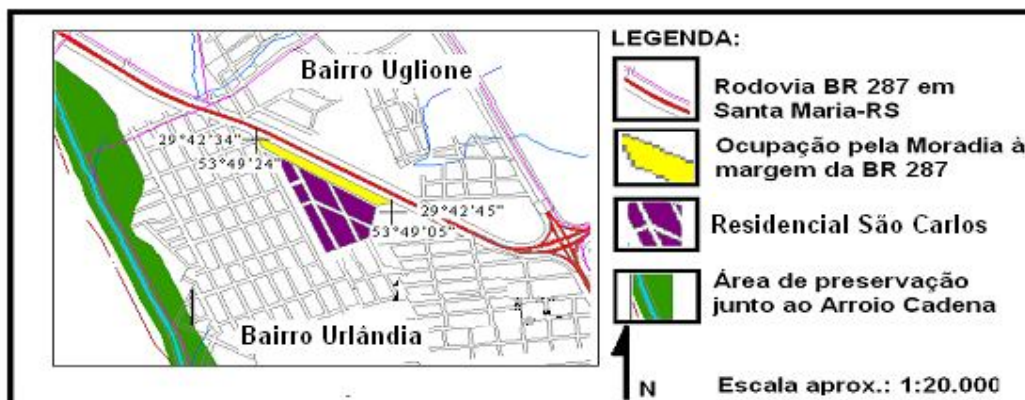 Bairro Uglione
29°42'34"
53°49'24"
29°42'45"
53°49'05"
Bairro Urlândia
LEGENDA:
Rodovia BR 287 em
Santa Maria-RS
Ocupação pela Moradia à
margem da BR 287
Residencial São Carlos
Área de preservação
junto ao Arroio Cadena
N
Escala aprox.: 1:20.000